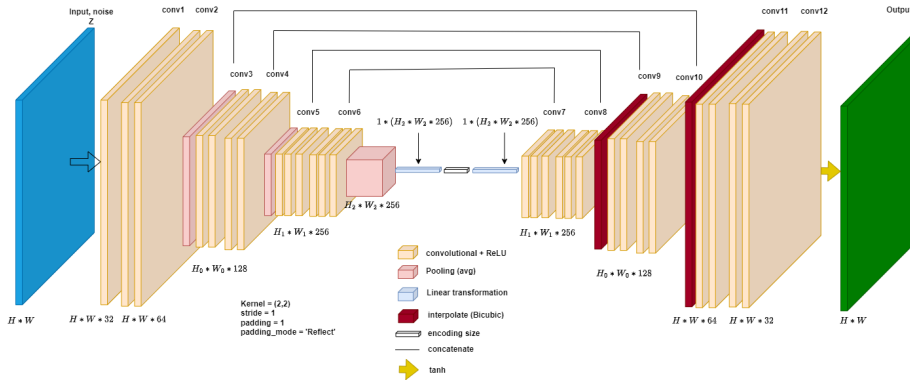 Input, noise
Z
conv1
conv2
conv3
conv4
conv5
conv6
conv7
conv8
conv9
conv10
conv11
conv12
Output
1 * (H₂ * W₂ * 256)
1 * (H₂ * W₂ * 256)
H * W
H * W * 32
H * W * 64
H₀ * W₀ * 128
H₁ * W₁ * 256
H₂ * W₂ * 256
H₁ * W₁ * 256
H₀ * W₀ * 128
H * W * 64
H * W * 32
H * W
Kernel = (2,2)
stride = 1
padding = 1
padding_mode = 'Reflect'
convolutional + ReLU
Pooling (avg)
Linear transformation
interpolate (Bicubic)
encoding size
concatenate
tanh